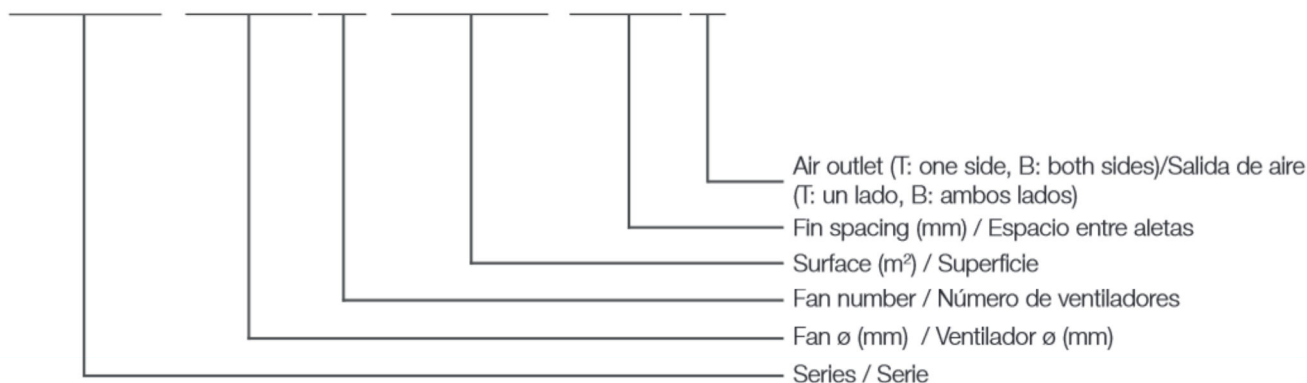 Air outlet (T: one side, B: both sides)/Salida de aire
(T: un lado, B: ambos lados)
Fin spacing (mm) / Espacio entre aletas
Surface (m²) / Superficie
Fan number / Número de ventiladores
Fan ø (mm) / Ventilador ø (mm)
Series / Serie